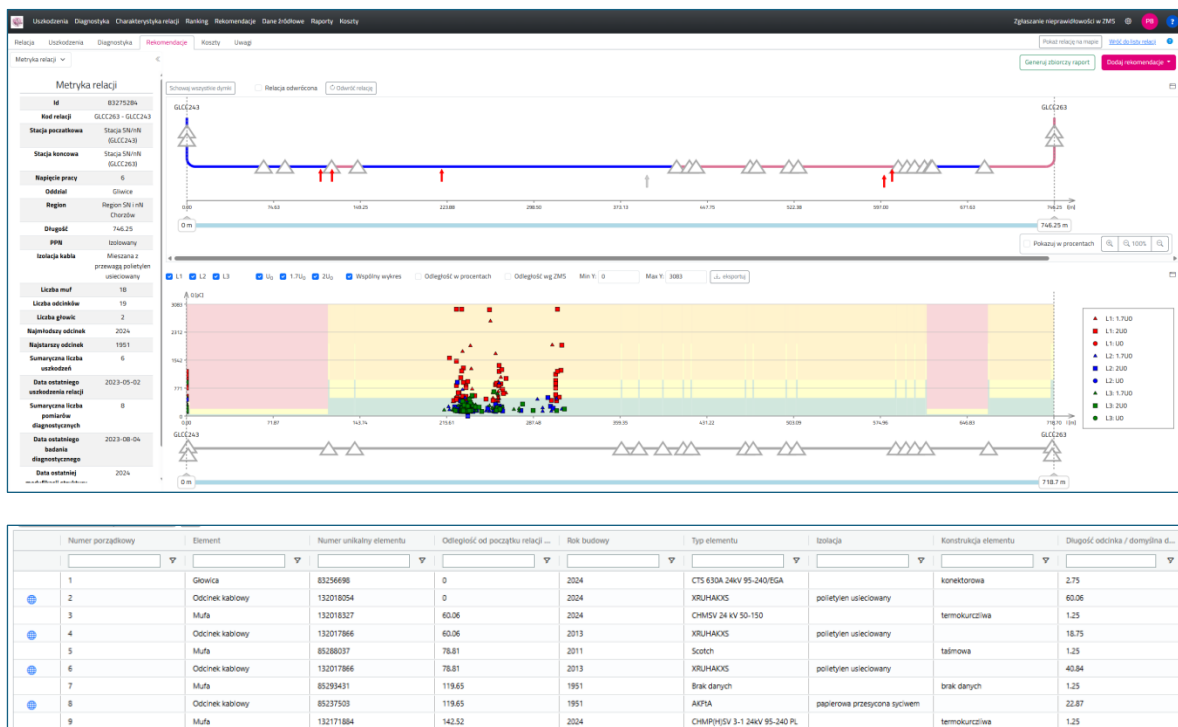 Uszkodzenia Diagnostyka Charakterystyka relacji Ranking Rekomendacje Dane źródłowe Raporty Koszty Zgłaszanie nieprawidłowości w ZMS PB ?
Relacja Uszkodzenia Diagnostyka Rekomendacje Koszty Uwagi Pokaż relację na mapie Wróć do listy relacji
Metryka relacji Generuj zbiorczy raport Dodaj rekomendacje
Metryka relacji
Id 83275284
Kod relacji GLCC263 - GLCC243
Stacja początkowa Stacja SN/nN (GLCC243)
Stacja koncowa Stacja SN/nN (GLCC263)
Napięcie pracy 6
Oddział Gliwice
Region Region SN i nN Chorzów
Długość 746.25
PPN Izolowany
Izolacja kabla Mieszana z przewagą polietylen usieciowany
Liczba muf 18
Liczba odcinków 19
Liczba głowic 2
Najmłodszy odcinek 2024
Najstarszy odcinek 1951
Sumaryczna liczba uszkodzeń 6
Data ostatniego uszkodzenia relacji 2023-05-02
Sumaryczna liczba pomiarów diagnostycznych 8
Data ostatniego badania diagnostycznego 2023-08-04
Data ostatniej 2024
Schowaj wszystkie dymki Relacja odwrócona Odwróć relację
GLCC243 GLCC263
0.00 74.63 149.25 223.88 298.50 373.13 447.75 522.38 597.00 671.63 746.25 l[m]
0 m 746.25 m
Pokazuj w procentach 100%
L1 L2 L3 U0 1.7U0 2U0 Wspólny wykres Odległość w procentach Odległość wg ZMS Min Y: 0 Max Y: 3083 eksportuj
Q [pC]
3083
2312
1542
771
0
0.00 71.87 143.74 215.61 287.48 359.35 431.22 503.09 574.96 646.83 718.70 l[m]
L1: 1.7U0
L1: 2U0
L1: U0
L2: 1.7U0
L2: 2U0
L2: U0
L3: 1.7U0
L3: 2U0
L3: U0
GLCC243 GLCC263
0 m 718.7 m
Numer porządkowy Element Numer unikalny elementu Odległość od początku relacji ... Rok budowy Typ elementu Izolacja Konstrukcja elementu Długość odcinka / domyślna d...
1 Głowica 83256698 0 2024 CTS 630A 24kV 95-240/EGA konektorowa 2.75
2 Odcinek kablowy 132018054 0 2024 XRUHAKXS polietylen usieciowany 60.06
3 Mufa 132018327 60.06 2024 CHMSV 24 kV 50-150 termokurczliwa 1.25
4 Odcinek kablowy 132017866 60.06 2013 XRUHAKXS polietylen usieciowany 18.75
5 Mufa 85288037 78.81 2011 Scotch taśmowa 1.25
6 Odcinek kablowy 132017866 78.81 2013 XRUHAKXS polietylen usieciowany 40.84
7 Mufa 85293431 119.65 1951 Brak danych brak danych 1.25
8 Odcinek kablowy 85237503 119.65 1951 AKFtA papierowa przesycona syciwem 22.87
9 Mufa 132171884 142.52 2024 CHMP(H)SV 3-1 24kV 95-240 PL termokurczliwa 1.25